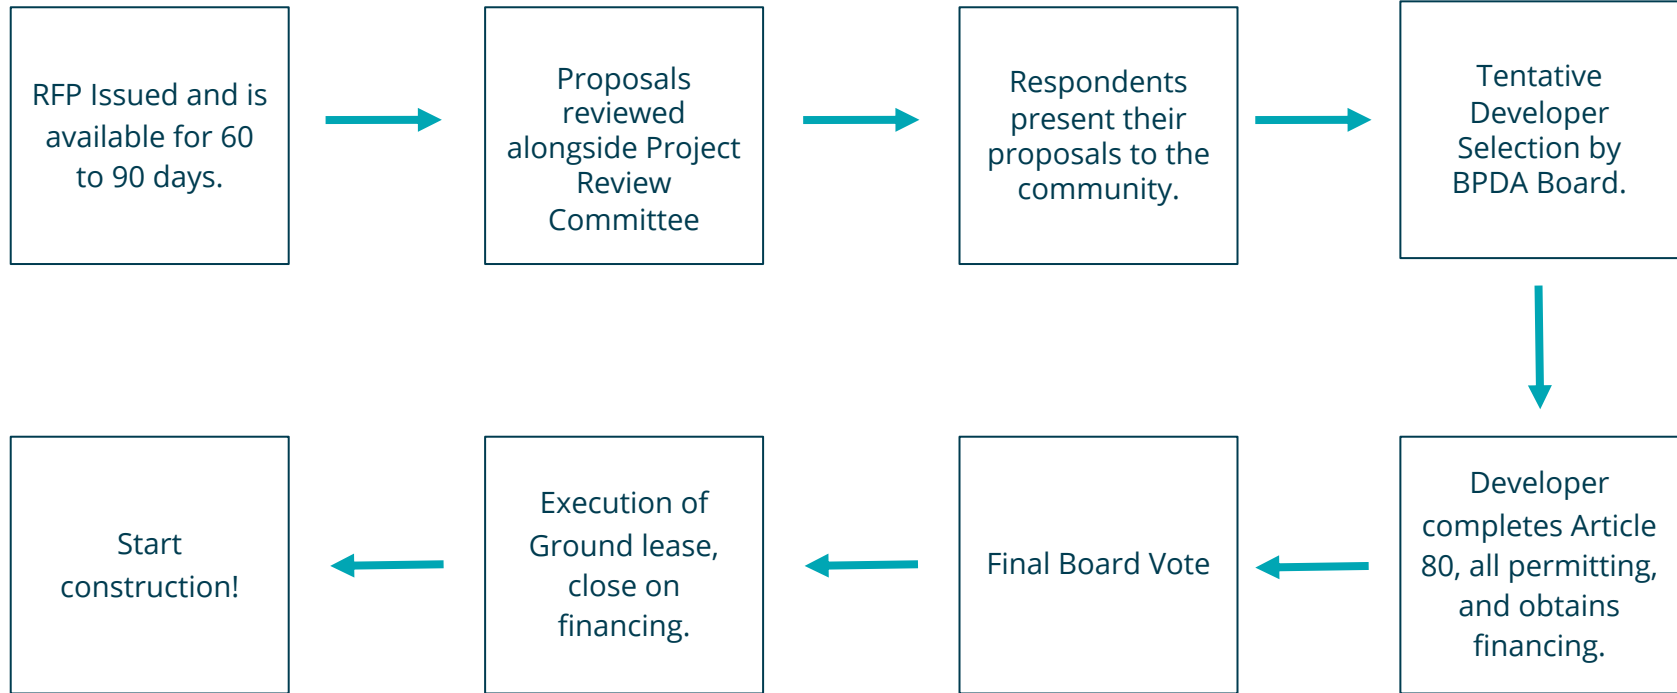 RFP Issued and is
available for 60
to 90 days.
Proposals
reviewed
alongside Project
Review
Committee
Respondents
present their
proposals to the
community.
Tentative
Developer
Selection by
BPDA Board.
Developer
completes Article
80, all permitting,
and obtains
financing.
Final Board Vote
Execution of
Ground lease,
close on
financing.
Start
construction!